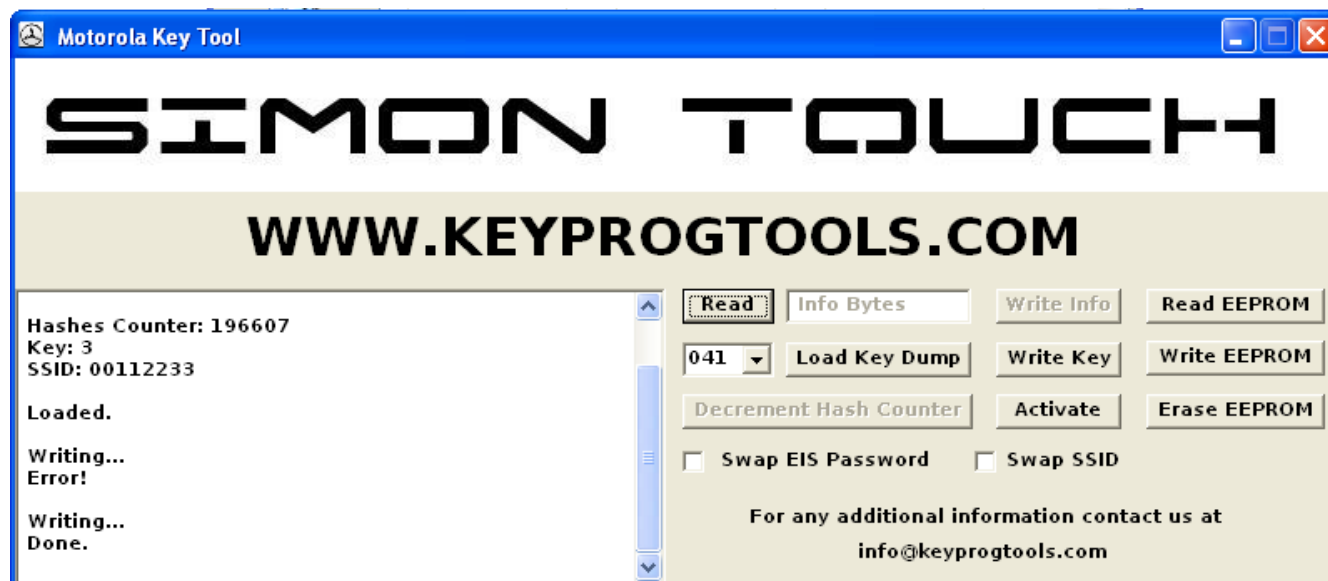 Motorola Key Tool
SIMON TOUCH
WWW.KEYPROGTOOLS.COM
Hashes Counter: 196607
Key: 3
SSID: 00112233
Loaded.
Writing...
Error!
Writing...
Done.
Read Info Bytes Write Info Read EEPROM
041 Load Key Dump Write Key Write EEPROM
Decrement Hash Counter Activate Erase EEPROM
Swap EIS Password Swap SSID
For any additional information contact us at
info@keyprogtools.com